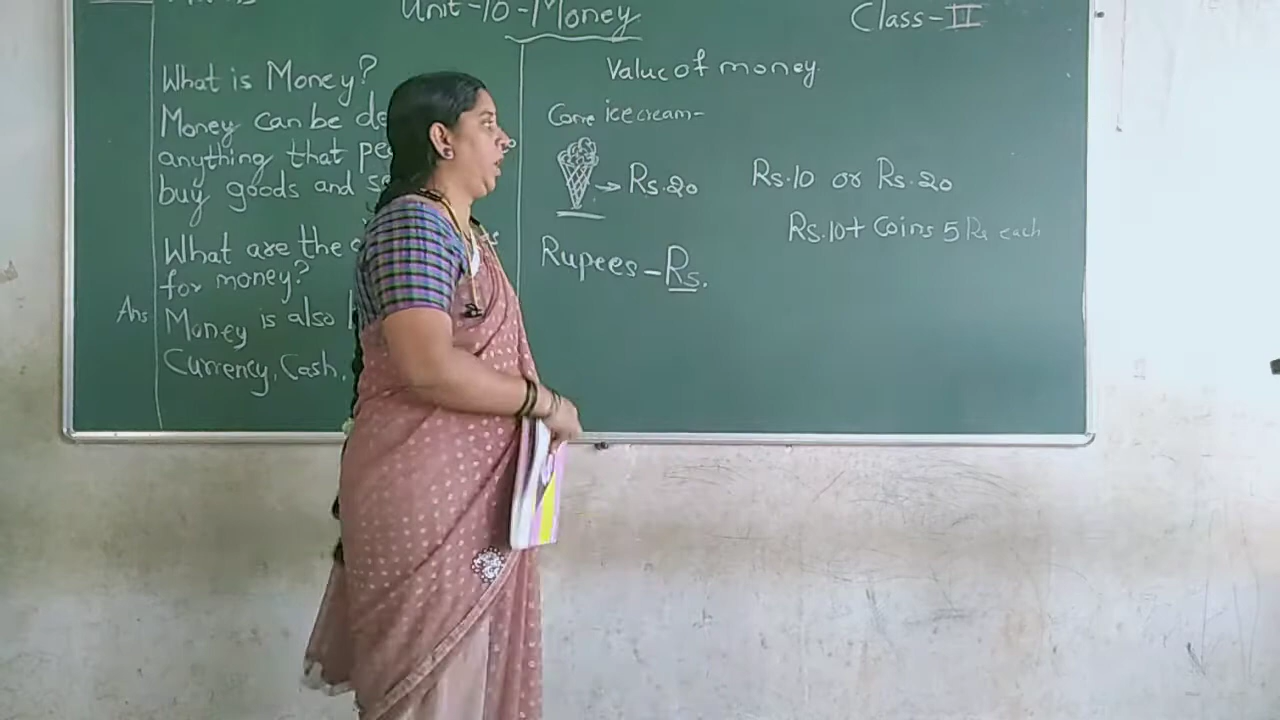 Unit-10-Money
Class-II
What is Money?
Money can be de
anything that pe
buy goods and se
What are the
for money?
Ans Money is also
Currency, Cash,
Value of money
Cone icecream-
→ Rs.20
Rs.10 or Rs.20
Rs.10+ Coins 5 Rs each
Rupees - Rs.